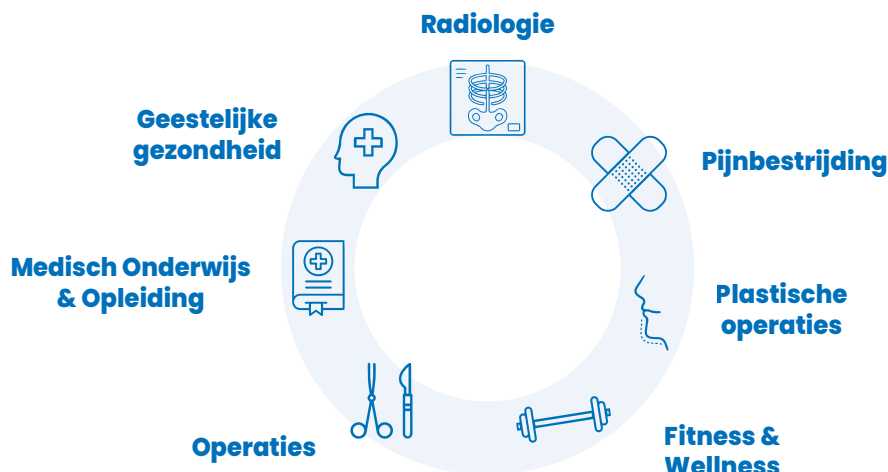 Radiologie
Geestelijke
gezondheid
Pijnbestrijding
Medisch Onderwijs
& Opleiding
Plastische
operaties
Operaties
Fitness &
Wellness